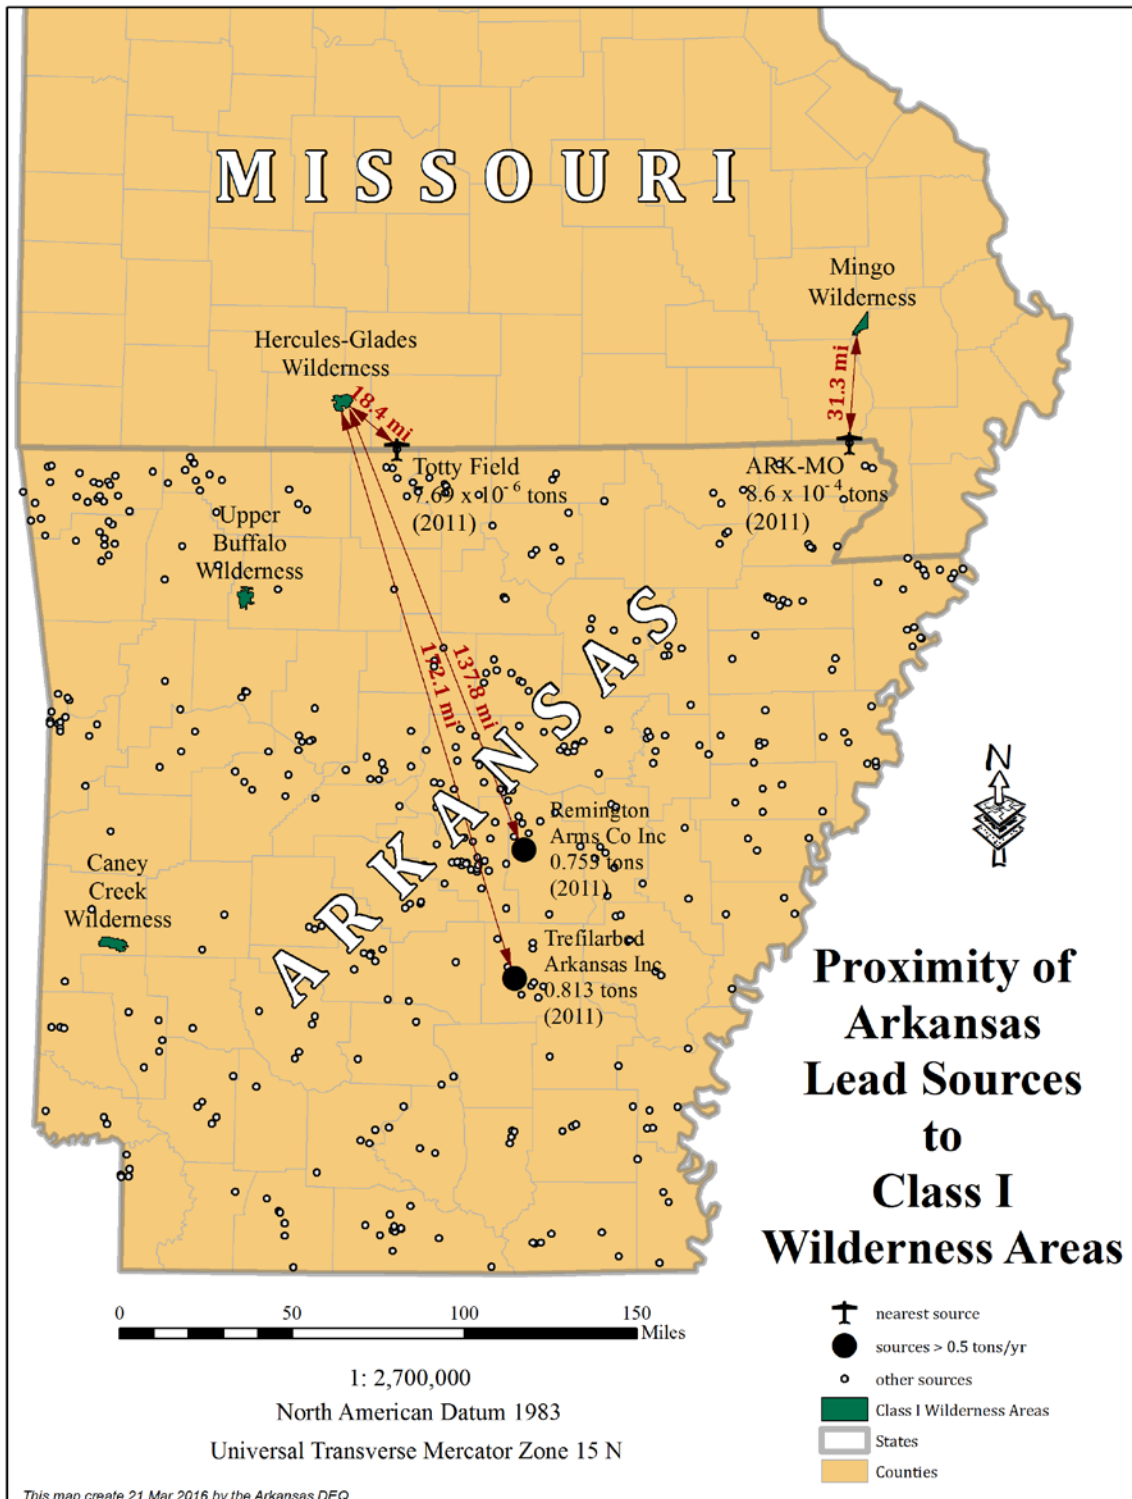 MISSOURI
Mingo
Wilderness
Hercules-Glades
Wilderness
18.4 mi
31.3 mi
Totty Field
7.69 x 10⁻⁶ tons
(2011)
ARK-MO
8.6 x 10⁻⁴ tons
(2011)
Upper
Buffalo
Wilderness
172.1 mi
137.8 mi
ARKANSAS
Remington
Arms Co Inc
0.753 tons
(2011)
Caney
Creek
Wilderness
Trefilarbed
Arkansas Inc
0.813 tons
(2011)
N
Proximity of
Arkansas
Lead Sources
to
Class I
Wilderness Areas
0 50 100 150
Miles
1: 2,700,000
North American Datum 1983
Universal Transverse Mercator Zone 15 N
nearest source
sources > 0.5 tons/yr
other sources
Class I Wilderness Areas
States
Counties
This map create 21 Mar 2016 by the Arkansas DEQ